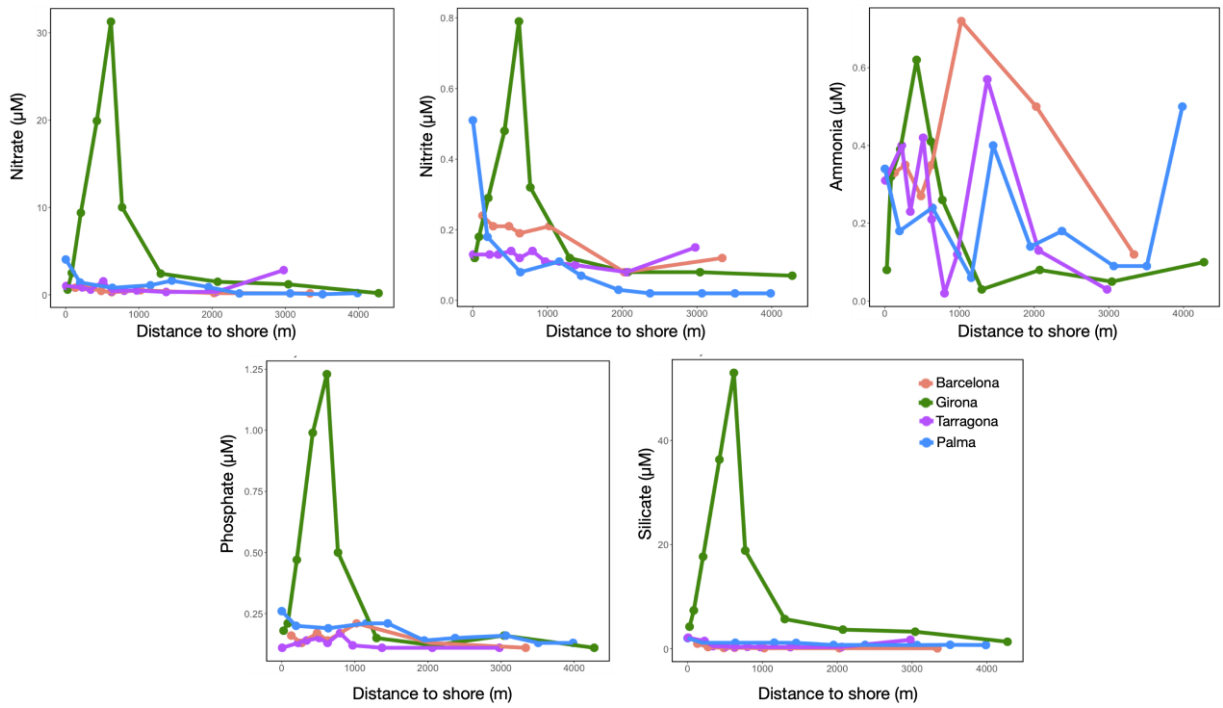 Nitrate (µM)
30
20
10
0
0 1000 2000 3000 4000
Distance to shore (m)
Nitrite (µM)
0.8
0.6
0.4
0.2
0.0
0 1000 2000 3000 4000
Distance to shore (m)
Ammonia (µM)
0.6
0.4
0.2
0.0
0 1000 2000 3000 4000
Distance to shore (m)
Phosphate (µM)
1.25
1.00
0.75
0.50
0.25
0 1000 2000 3000 4000
Distance to shore (m)
Silicate (µM)
40
20
0
0 1000 2000 3000 4000
Distance to shore (m)
Barcelona
Girona
Tarragona
Palma